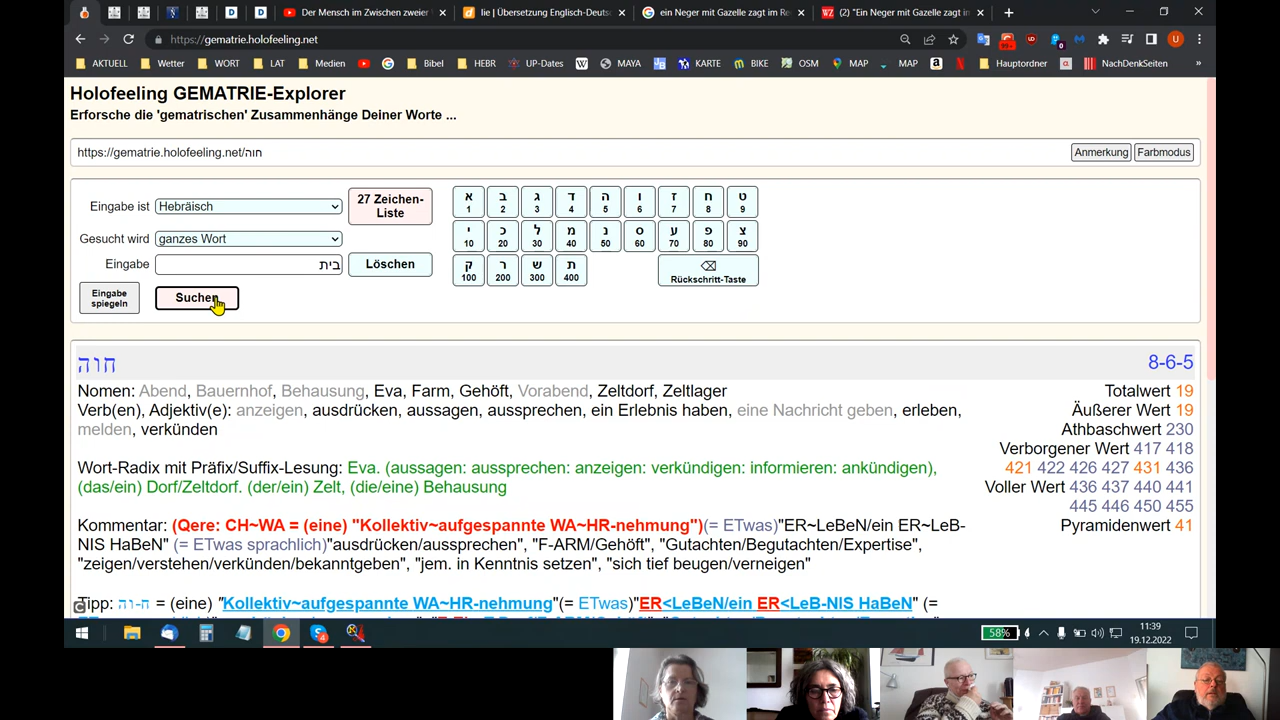 Der Mensch im Zwischen zweier
lie | Übersetzung Englisch-Deuts
ein Neger mit Gazelle zagt im Re
(2) "Ein Neger mit Gazelle zagt im
https://gematrie.holofeeling.net
AKTUELL Wetter WORT LAT Medien Bibel HEBR UP-Dates MAYA KARTE BIKE OSM MAP MAP Hauptordner NachDenkSeiten »
Holofeeling GEMATRIE-Explorer
Erforsche die 'gematrischen' Zusammenhänge Deiner Worte ...
https://gematrie.holofeeling.net/חוה
Anmerkung Farbmodus
Eingabe ist Hebräisch
27 Zeichen-
Liste
Gesucht wird ganzes Wort
Eingabe בית Löschen
Eingabe
spiegeln
Suchen
א ב ג ד ה ו ז ח ט
1 2 3 4 5 6 7 8 9
י כ ל מ נ ס ע פ צ
10 20 30 40 50 60 70 80 90
ק ר ש ת ⌫
100 200 300 400 Rückschritt-Taste
חוה 8-6-5
Nomen: Abend, Bauernhof, Behausung, Eva, Farm, Gehöft, Vorabend, Zeltdorf, Zeltlager
Verb(en), Adjektiv(e): anzeigen, ausdrücken, aussagen, aussprechen, ein Erlebnis haben, eine Nachricht geben, erleben,
melden, verkünden
Wort-Radix mit Präfix/Suffix-Lesung: Eva. (aussagen: aussprechen: anzeigen: verkündigen: informieren: ankündigen),
(das/ein) Dorf/Zeltdorf. (der/ein) Zelt, (die/eine) Behausung
Kommentar: (Qere: CH~WA = (eine) "Kollektiv~aufgespannte WA~HR-nehmung")(= ETwas)"ER~LeBeN/ein ER~LeB-
NIS HaBeN" (= ETwas sprachlich)"ausdrücken/aussprechen", "F-ARM/Gehöft", "Gutachten/Begutachten/Expertise",
"zeigen/verstehen/verkünden/bekanntgeben", "jem. in Kenntnis setzen", "sich tief beugen/verneigen"
Tipp: ח-וה = (eine) "Kollektiv~aufgespannte WA~HR-nehmung"(= ETwas)"ER<LeBeN/ein ER<LeB-NIS HaBeN" (=
Totalwert 19
Äußerer Wert 19
Athbaschwert 230
Verborgener Wert 417 418
421 422 426 427 431 436
Voller Wert 436 437 440 441
445 446 450 455
Pyramidenwert 41
58%
11:39
19.12.2022